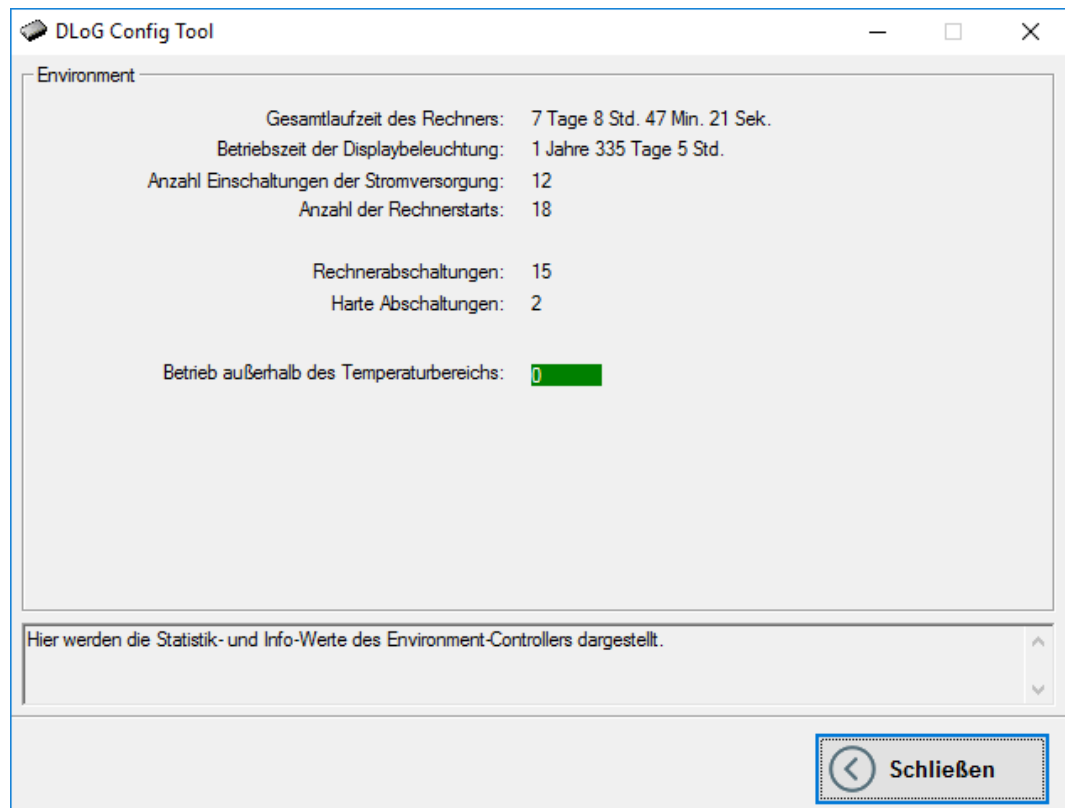 DLoG Config Tool
Environment
Gesamtlaufzeit des Rechners: 7 Tage 8 Std. 47 Min. 21 Sek.
Betriebszeit der Displaybeleuchtung: 1 Jahre 335 Tage 5 Std.
Anzahl Einschaltungen der Stromversorgung: 12
Anzahl der Rechnerstarts: 18
Rechnerabschaltungen: 15
Harte Abschaltungen: 2
Betrieb außerhalb des Temperaturbereichs: 0
Hier werden die Statistik- und Info-Werte des Environment-Controllers dargestellt.
Schließen